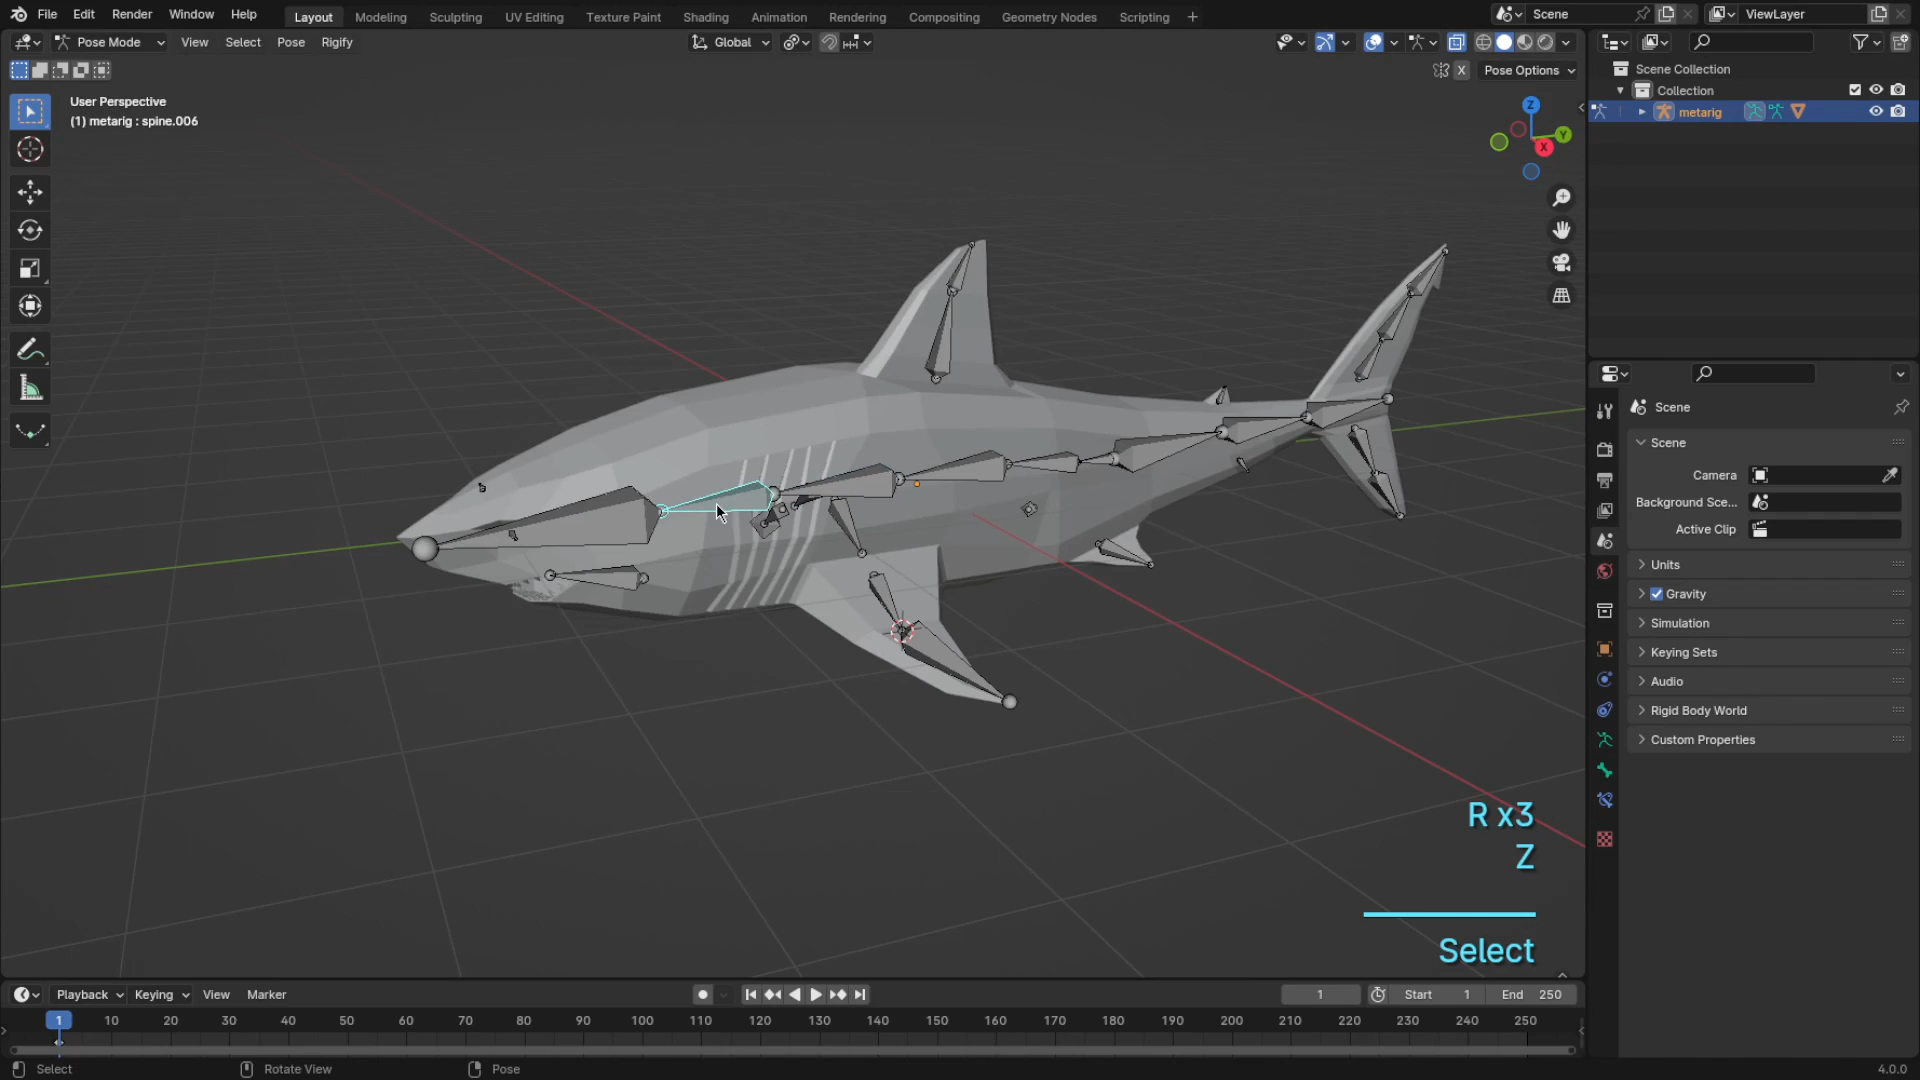 File Edit Render Window Help Layout Modeling Sculpting UV Editing Texture Paint Shading Animation Rendering Compositing Geometry Nodes Scripting + Scene ViewLayer
Pose Mode View Select Pose Rigify Global
X Pose Options
User Perspective
(1) metarig : spine.006
Z
Y
X
Scene Collection
Collection
metarig
Scene
Scene
Camera
Background Sce...
Active Clip
Units
Gravity
Simulation
Keying Sets
Audio
Rigid Body World
Custom Properties
R x3
Z
Select
Playback Keying View Marker 1 Start 1 End 250
1 10 20 30 40 50 60 70 80 90 100 110 120 130 140 150 160 170 180 190 200 210 220 230 240 250
Select Rotate View Pose 4.0.0